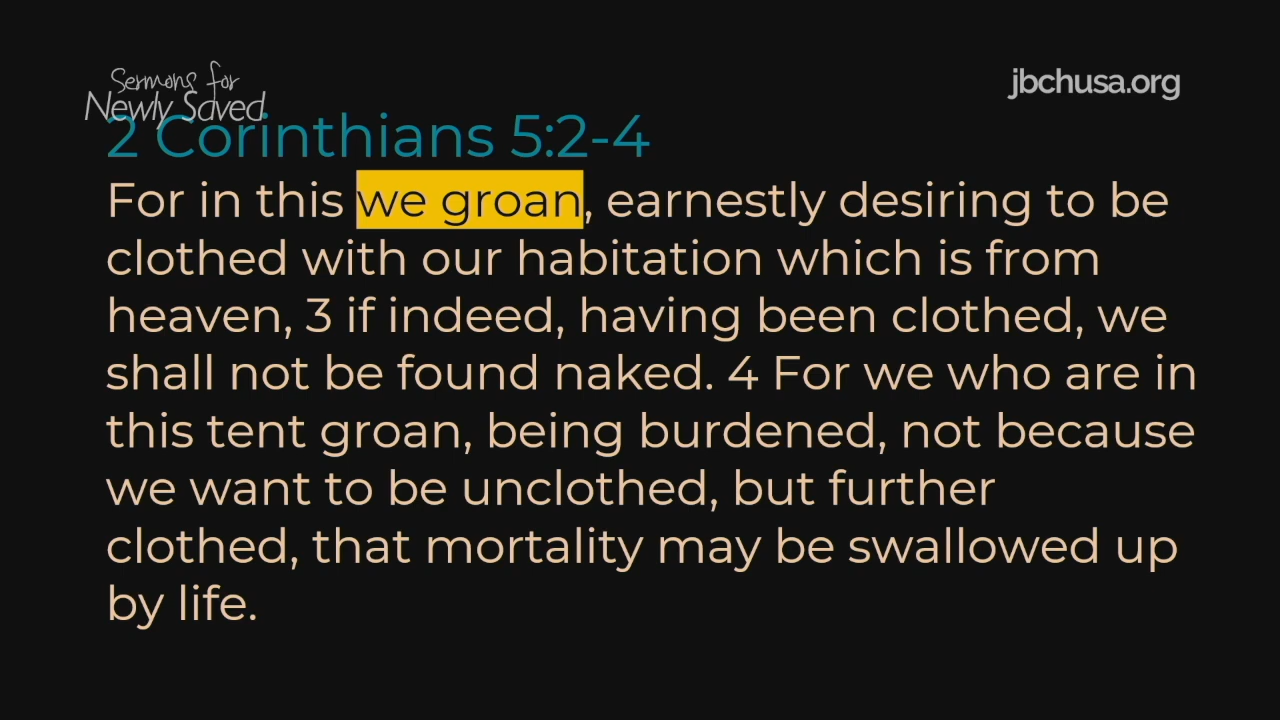 Sermons for
Newly Saved
jbchusa.org
2 Corinthians 5:2-4
For in this we groan, earnestly desiring to be
clothed with our habitation which is from
heaven, 3 if indeed, having been clothed, we
shall not be found naked. 4 For we who are in
this tent groan, being burdened, not because
we want to be unclothed, but further
clothed, that mortality may be swallowed up
by life.